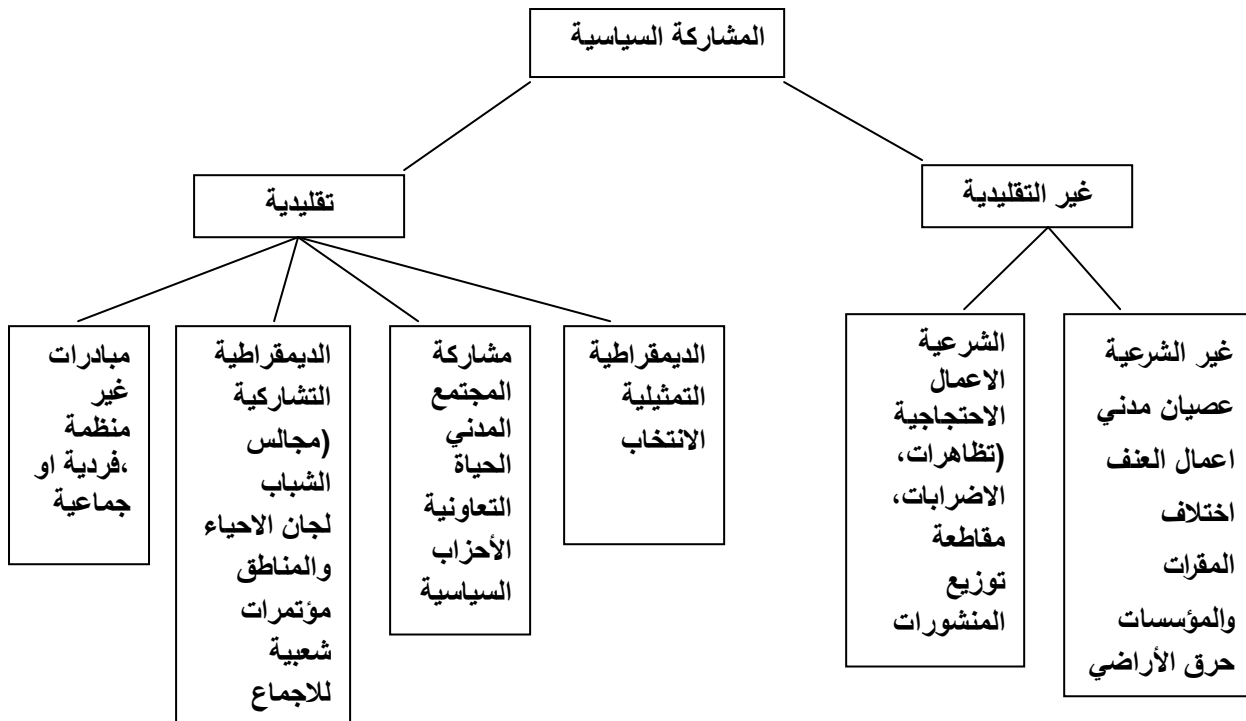 المشاركة السياسية
غير التقليدية
تقليدية
غير الشرعية
عصيان مدني
اعمال العنف
اختلاف
المقرات
والمؤسسات
حرق الأراضي
الشرعية
الاعمال
الاحتجاجية
(تظاهرات،
الاضرابات،
مقاطعة
توزيع
المنشورات
الديمقراطية
التمثيلية
الانتخاب
مشاركة
المجتمع
المدني
الحياة
التعاونية
الأحزاب
السياسية
الديمقراطية
التشاركية
(مجالس
الشباب
لجان الاحياء
والمناطق
مؤتمرات
شعبية
للاجماع
مبادرات
غير
منظمة
،فردية او
جماعية